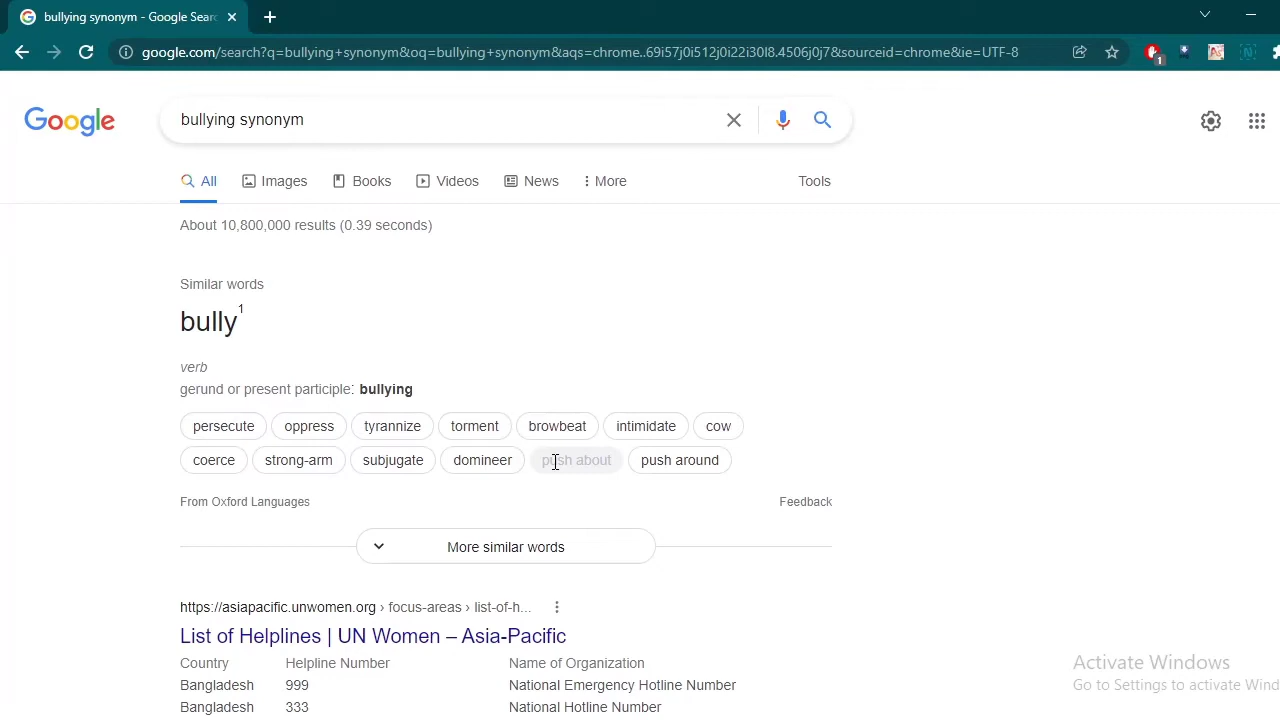 bullying synonym - Google Sear
google.com/search?q=bullying+synonym&oq=bullying+synonym&aqs=chrome..69i57j0i512j0i22i30l8.4506j0j7&sourceid=chrome&ie=UTF-8
1
N
Google
bullying synonym
All Images Books Videos News More Tools
About 10,800,000 results (0.39 seconds)
Similar words
bully1
verb
gerund or present participle: bullying
persecute oppress tyrannize torment browbeat intimidate cow
coerce strong-arm subjugate domineer push about push around
From Oxford Languages Feedback
More similar words
https://asiapacific.unwomen.org › focus-areas › list-of-h...
List of Helplines | UN Women – Asia-Pacific
Country Helpline Number Name of Organization
Bangladesh 999 National Emergency Hotline Number
Bangladesh 333 National Hotline Number
Activate Windows
Go to Settings to activate Wind